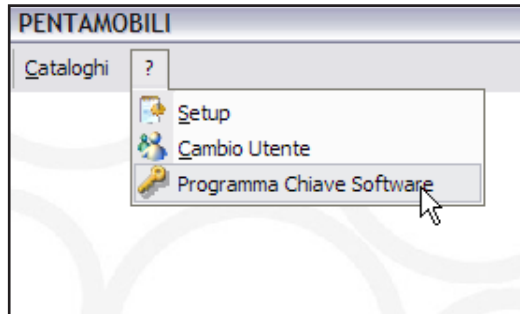 PENTAMOBILI
Cataloghi ?
Setup
Cambio Utente
Programma Chiave Software